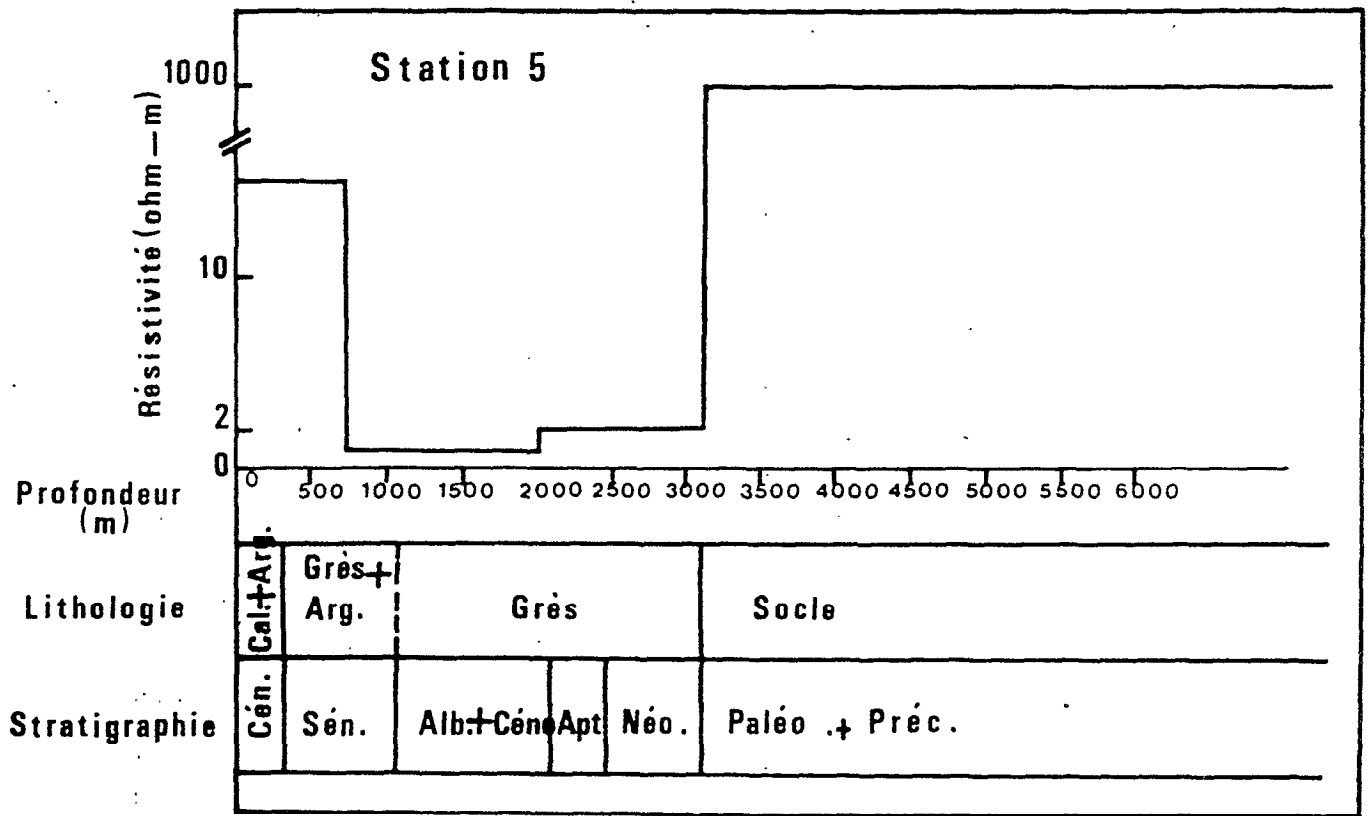 Station 5
Résistivité (ohm-m)
1000
10
2
0
0 500 1000 1500 2000 2500 3000 3500 4000 4500 5000 5500 6000
Profondeur
(m)
Lithologie
Cal.+Arg.
Grès+
Arg.
Grès
Socle
Stratigraphie
Cén.
Sén.
Alb.+Céno
Apt
Néo.
Paléo .+ Préc.